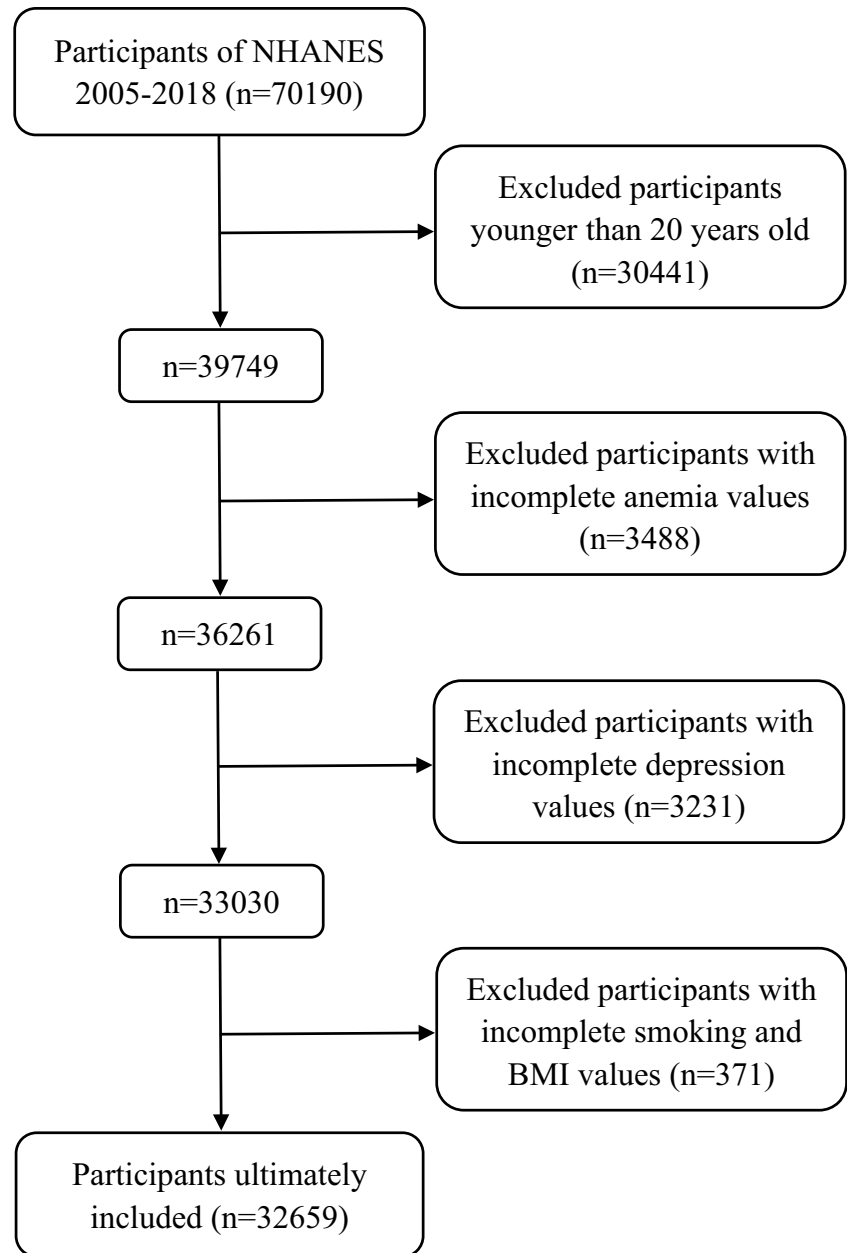 Participants of NHANES
2005-2018 (n=70190)
Excluded participants
younger than 20 years old
(n=30441)
n=39749
Excluded participants with
incomplete anemia values
(n=3488)
n=36261
Excluded participants with
incomplete depression
values (n=3231)
n=33030
Excluded participants with
incomplete smoking and
BMI values (n=371)
Participants ultimately
included (n=32659)